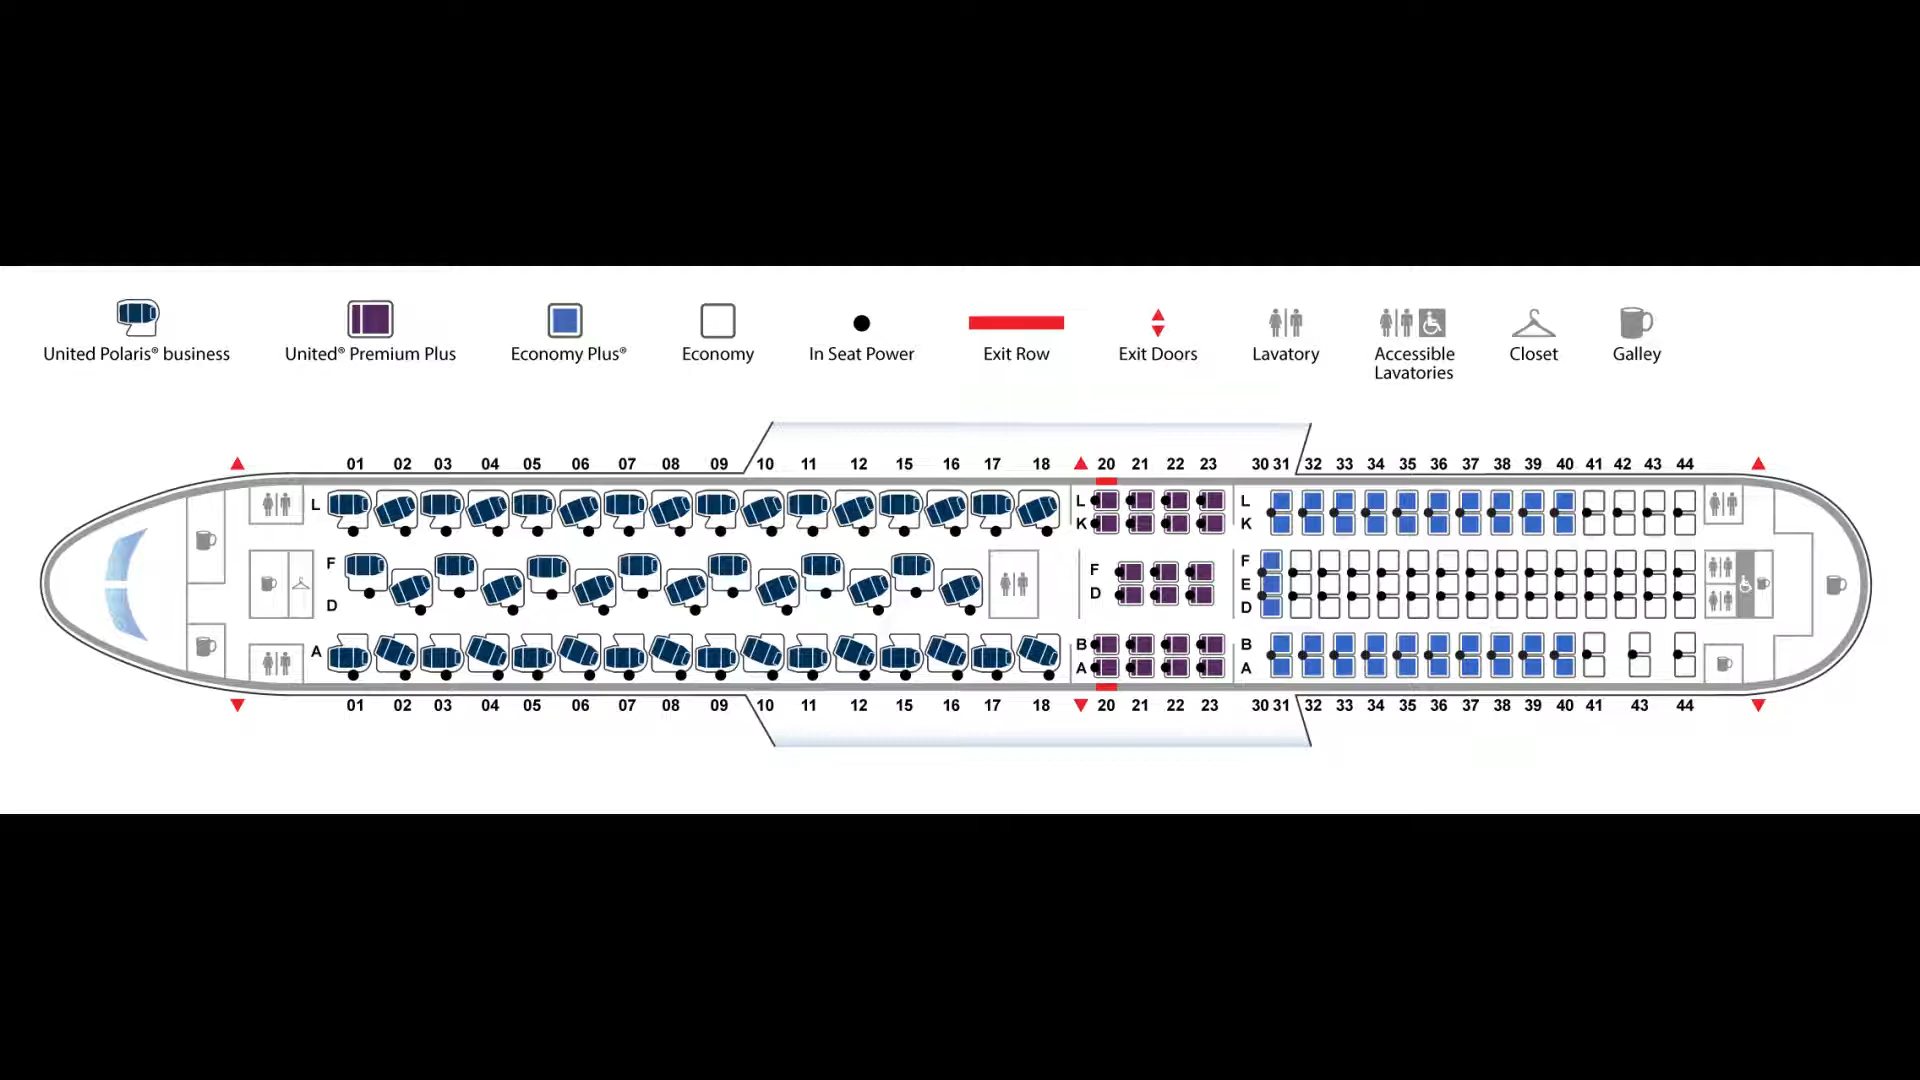 United Polaris® business
United® Premium Plus
Economy Plus®
Economy
In Seat Power
Exit Row
Exit Doors
Lavatory
Accessible
Lavatories
Closet
Galley
01 02 03 04 05 06 07 08 09 10 11 12 15 16 17 18 20 21 22 23 30 31 32 33 34 35 36 37 38 39 40 41 42 43 44
L L L
K K
F F F
E
D D D
B B
A A A
01 02 03 04 05 06 07 08 09 10 11 12 15 16 17 18 20 21 22 23 30 31 32 33 34 35 36 37 38 39 40 41 43 44